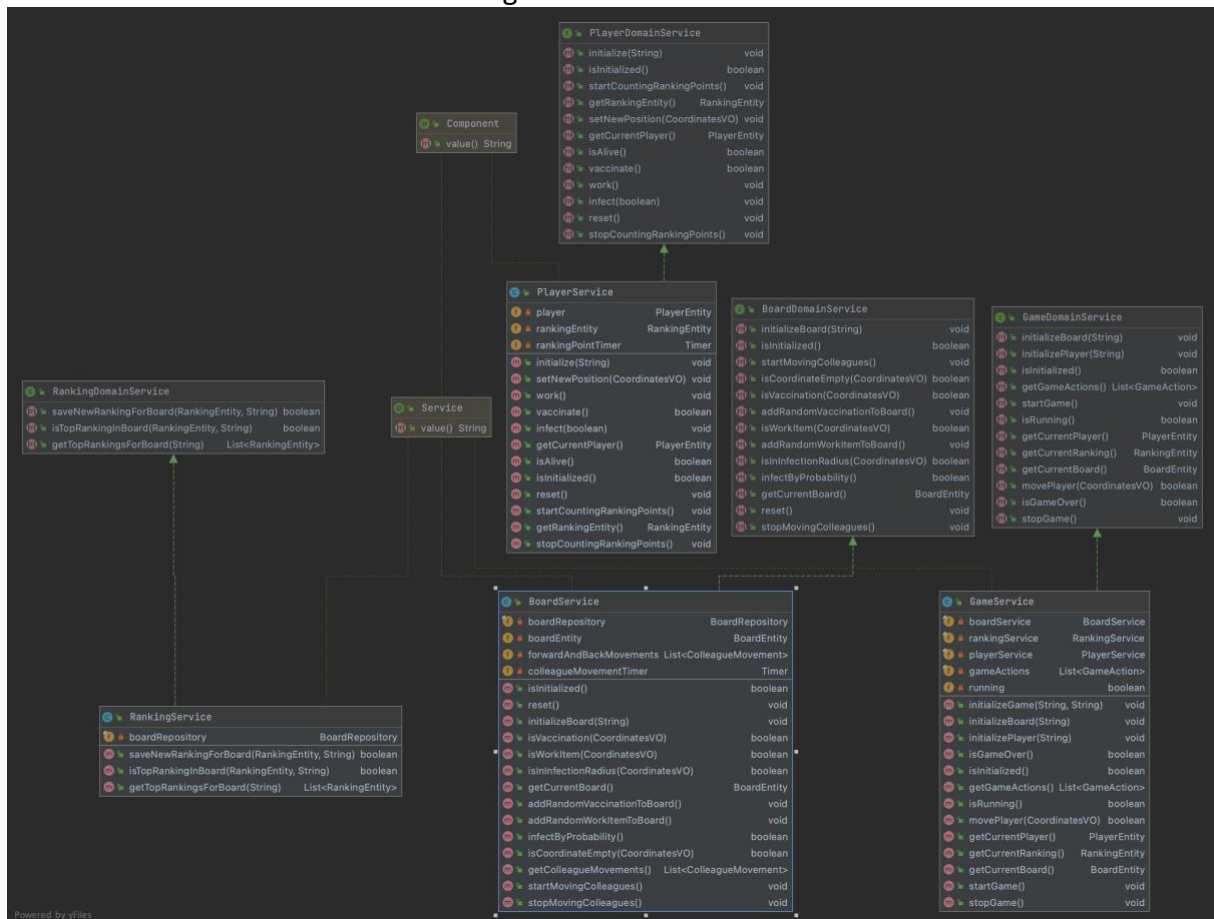 PlayerDomainService
initialize(String) void
isInitialized() boolean
startCountingRankingPoints() void
getRankingEntity() RankingEntity
setNewPosition(CoordinatesVO) void
getCurrentPlayer() PlayerEntity
isAlive() boolean
vaccinate() boolean
work() void
infect(boolean) void
reset() void
stopCountingRankingPoints() void
Component
value() String
PlayerService
player PlayerEntity
rankingEntity RankingEntity
rankingPointTimer Timer
initialize(String) void
setNewPosition(CoordinatesVO) void
work() void
vaccinate() boolean
infect(boolean) void
getCurrentPlayer() PlayerEntity
isAlive() boolean
isInitialized() boolean
reset() void
startCountingRankingPoints() void
getRankingEntity() RankingEntity
stopCountingRankingPoints() void
BoardDomainService
initializeBoard(String) void
isInitialized() boolean
startMovingColleagues() void
isCoordinateEmpty(CoordinatesVO) boolean
isVaccination(CoordinatesVO) boolean
addRandomVaccinationToBoard() void
isWorkItem(CoordinatesVO) boolean
addRandomWorkItemToBoard() void
isInInfectionRadius(CoordinatesVO) boolean
infectByProbability() boolean
getCurrentBoard() BoardEntity
reset() void
stopMovingColleagues() void
GameDomainService
initializeBoard(String) void
initializePlayer(String) void
isInitialized() boolean
getGameActions() List<GameAction>
startGame() void
isRunning() boolean
getCurrentPlayer() PlayerEntity
getCurrentRanking() RankingEntity
getCurrentBoard() BoardEntity
movePlayer(CoordinatesVO) boolean
isGameOver() boolean
stopGame() void
RankingDomainService
saveNewRankingForBoard(RankingEntity, String) boolean
isTopRankingInBoard(RankingEntity, String) boolean
getTopRankingsForBoard(String) List<RankingEntity>
Service
value() String
BoardService
boardRepository BoardRepository
boardEntity BoardEntity
forwardAndBackMovements List<ColleagueMovement>
colleagueMovementTimer Timer
isInitialized() boolean
reset() void
initializeBoard(String) void
isVaccination(CoordinatesVO) boolean
isWorkItem(CoordinatesVO) boolean
isInInfectionRadius(CoordinatesVO) boolean
getCurrentBoard() BoardEntity
addRandomVaccinationToBoard() void
addRandomWorkItemToBoard() void
infectByProbability() boolean
isCoordinateEmpty(CoordinatesVO) boolean
getColleagueMovements() List<ColleagueMovement>
startMovingColleagues() void
stopMovingColleagues() void
GameService
boardService BoardService
rankingService RankingService
playerService PlayerService
gameActions List<GameAction>
running boolean
initializeGame(String, String) void
initializeBoard(String) void
initializePlayer(String) void
isGameOver() boolean
isInitialized() boolean
getGameActions() List<GameAction>
isRunning() boolean
movePlayer(CoordinatesVO) boolean
getCurrentPlayer() PlayerEntity
getCurrentRanking() RankingEntity
getCurrentBoard() BoardEntity
startGame() void
stopGame() void
RankingService
boardRepository BoardRepository
saveNewRankingForBoard(RankingEntity, String) boolean
isTopRankingInBoard(RankingEntity, String) boolean
getTopRankingsForBoard(String) List<RankingEntity>
Powered by yFiles